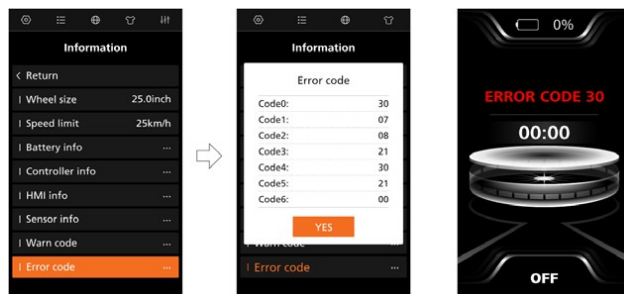 Information
< Return
Wheel size 25.0inch
Speed limit 25km/h
Battery info ...
Controller info ...
HMI info ...
Sensor info ...
Warn code ...
Error code ...
Information
Error code
Code0: 30
Code1: 07
Code2: 08
Code3: 21
Code4: 30
Code5: 21
Code6: 00
YES
Warn code
Error code ...
0%
ERROR CODE 30
00:00
OFF